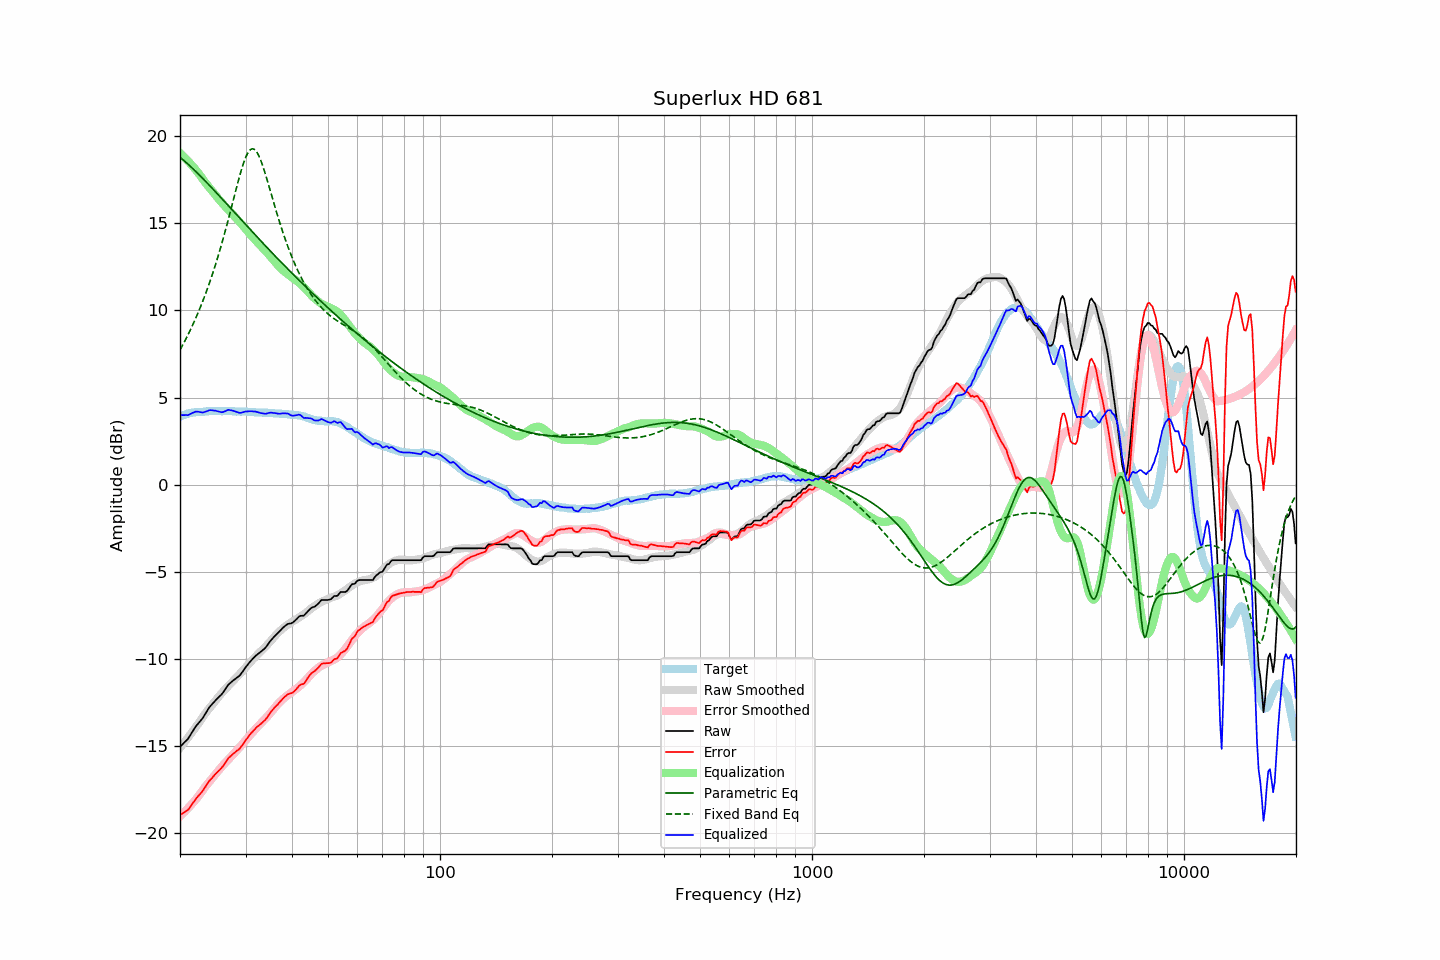 Superlux HD 681
Amplitude (dBr)
20
15
10
5
0
−5
−10
−15
−20
Target
Raw Smoothed
Error Smoothed
Raw
Error
Equalization
Parametric Eq
Fixed Band Eq
Equalized
100 1000 10000
Frequency (Hz)